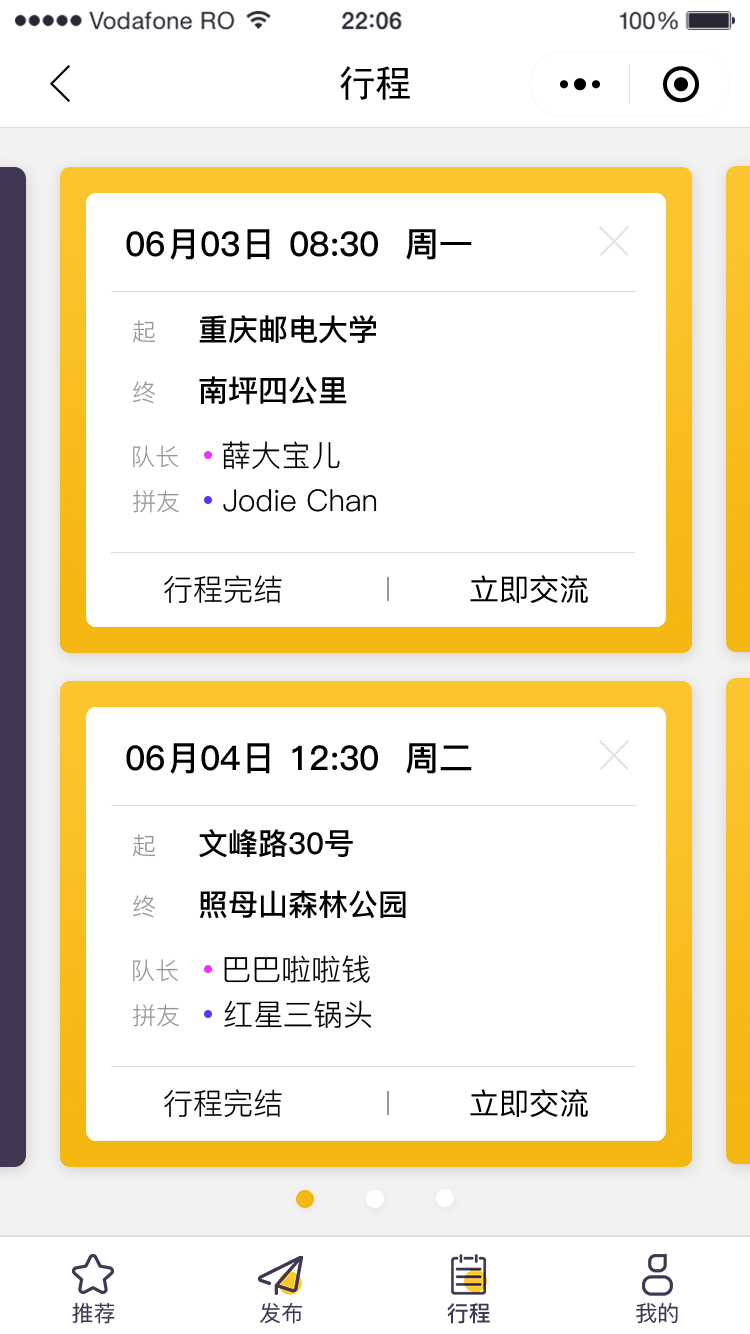 Vodafone RO 22:06 100%
行程
06月03日 08:30 周一
起 重庆邮电大学
终 南坪四公里
队长 薛大宝儿
拼友 Jodie Chan
行程完结 | 立即交流
06月04日 12:30 周二
起 文峰路30号
终 照母山森林公园
队长 巴巴啦啦钱
拼友 红星三锅头
行程完结 | 立即交流
推荐 发布 行程 我的